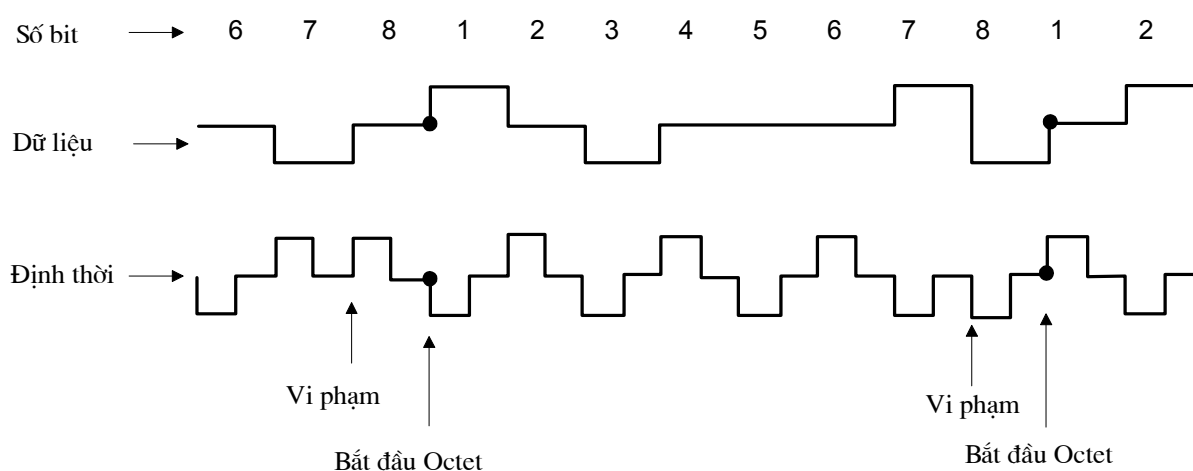 Số bit 6 7 8 1 2 3 4 5 6 7 8 1 2
Dữ liệu
Định thời
Vi phạm
Vi phạm
Bắt đầu Octet
Bắt đầu Octet